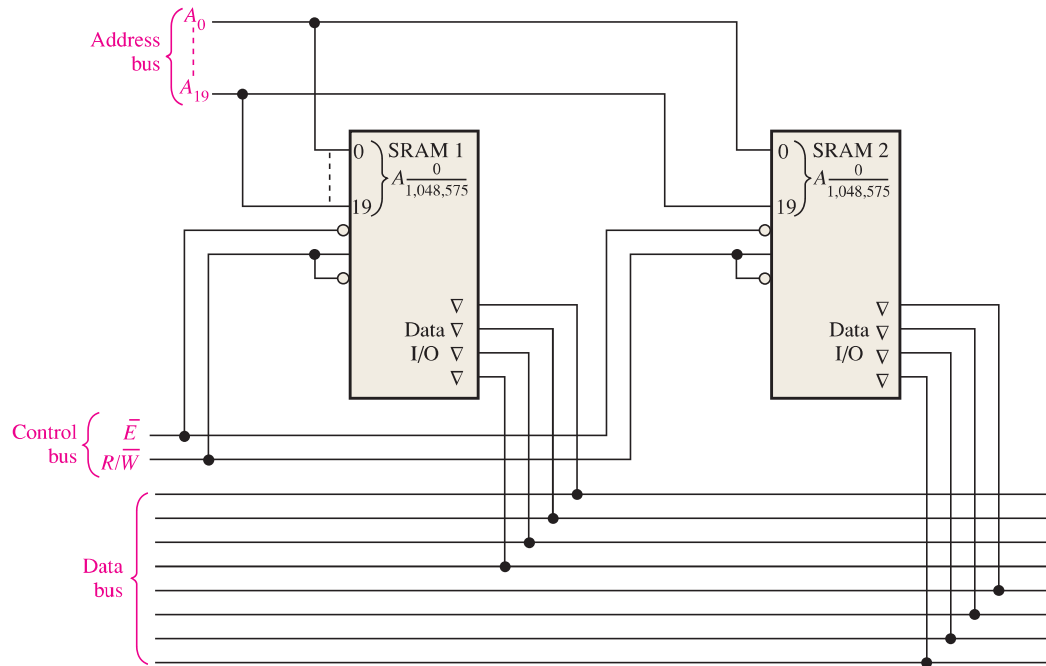 A₀
Address bus
A₁₉
0 SRAM 1
A 0
1,048,575
19
Data
I/O
0 SRAM 2
A 0
1,048,575
19
Data
I/O
Control bus
E̅
R/W̅
Data bus